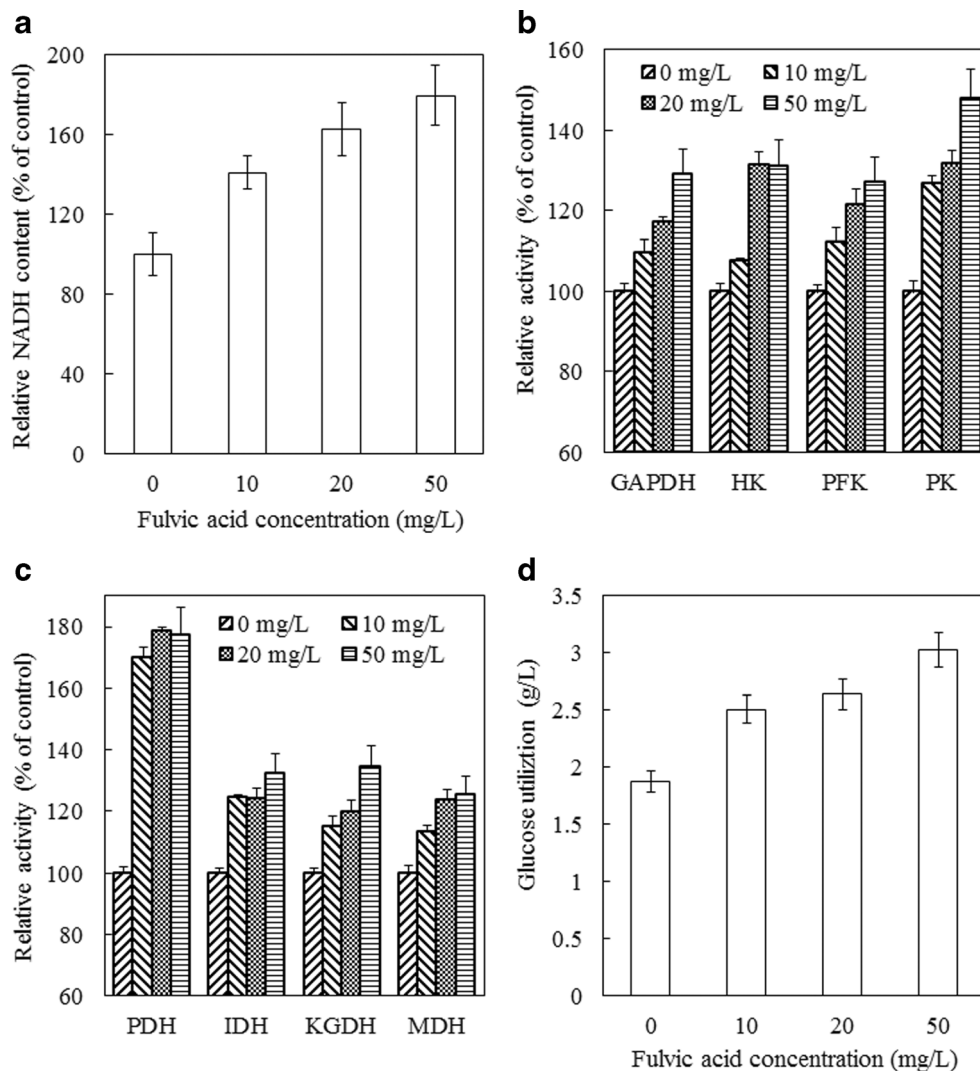 a
Relative NADH content (% of control)
200
160
120
80
40
0
0 10 20 50
Fulvic acid concentration (mg/L)
b
Relative activity (% of control)
160
140
120
100
80
60
0 mg/L 10 mg/L
20 mg/L 50 mg/L
GAPDH HK PFK PK
c
Relative activity (% of control)
180
160
140
120
100
80
60
0 mg/L 10 mg/L
20 mg/L 50 mg/L
PDH IDH KGDH MDH
d
Glucose utiliztion (g/L)
3.5
3
2.5
2
1.5
1
0.5
0
0 10 20 50
Fulvic acid concentration (mg/L)